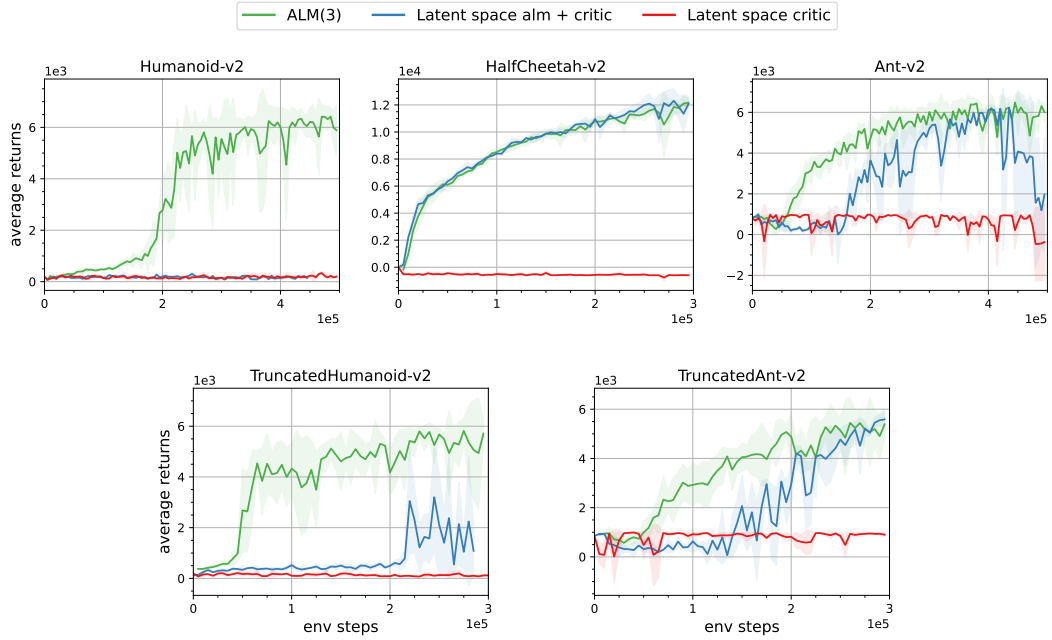 ALM(3) Latent space alm + critic Latent space critic
Humanoid-v2 HalfCheetah-v2 Ant-v2
1e3 1e4 1e3
average returns
6
4
2
0
0 2 4
1e5
1.2
1.0
0.8
0.6
0.4
0.2
0.0
0 1 2 3
1e5
6
4
2
0
−2
0 2 4
1e5
TruncatedHumanoid-v2 TruncatedAnt-v2
1e3 1e3
average returns
6
4
2
0
0 1 2 3
env steps 1e5
6
4
2
0
0 1 2 3
env steps 1e5